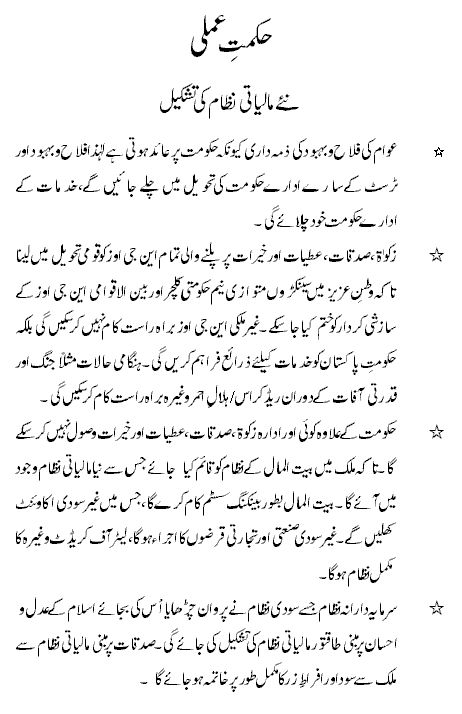 حکمتِ عملی
نئے مالیاتی نظام کی تشکیل
☆ عوام کی فلاح و بہبود کی ذمہ داری کیونکہ حکومت پر عائد ہوتی ہے لہٰذا فلاح و بہبود اور
ٹرسٹ کے سارے ادارے حکومت کی تحویل میں چلے جائیں گے، خدمات کے
ادارے حکومت خود چلائے گی ۔
☆ زکوٰۃ، صدقات، عطیات اور خیرات پر پلنے والی تمام این جی اوز کو قومی تحویل میں لینا
تاکہ وطنِ عزیز میں سینکڑوں متوازی نیم حکومتی کلچر اور بین الاقوامی این جی اوز کے
سازشی کردار کو ختم کیا جا سکے۔ غیر ملکی این جی اوز براہ راست کام نہیں کر سکیں گی بلکہ
حکومتِ پاکستان کو خدمات کیلئے ذرائع فراہم کریں گی۔ ہنگامی حالات مثلاً جنگ اور
قدرتی آفات کے دوران ریڈ کراس/ہلالِ احمر وغیرہ براہ راست کام کر سکیں گی ۔
☆ حکومت کے علاوہ کوئی اور ادارہ زکوٰۃ، صدقات، عطیات اور خیرات وصول نہیں کر سکے
گا۔ تاکہ ملک میں بیت المال کے نظام کو قائم کیا جائے جس سے نیا مالیاتی نظام وجود
میں آئے گا۔ بیت المال بطور بینکنگ سسٹم کام کرے گا، جس میں غیر سودی اکاؤنٹ
کھلیں گے۔ غیر سودی صنعتی اور تجارتی قرضوں کا اجراء ہوگا، لیٹر آف کریڈٹ وغیرہ کا
مکمل نظام ہوگا۔
☆ سرمایہ دارانہ نظام جسے سودی نظام نے پروان چڑھایا اُس کی بجائے اسلام کے عدل و
احسان پر مبنی طاقتور مالیاتی نظام کی تشکیل کی جائے گی۔ صدقات پر مبنی مالیاتی نظام سے
ملک سے سود اور افراطِ زر کا مکمل طور پر خاتمہ ہو جائے گا ۔